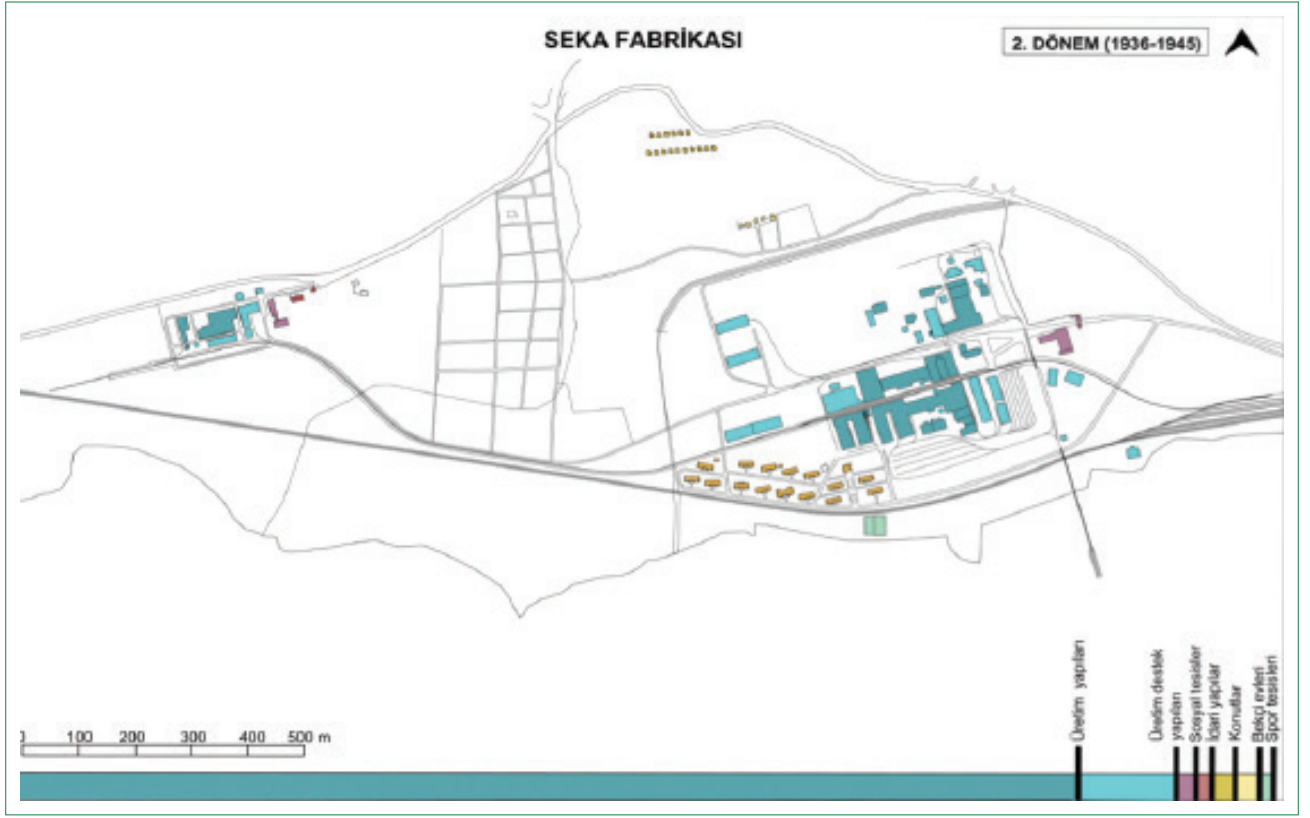 SEKA FABRİKASI
2. DÖNEM (1936-1945)
0 100 200 300 400 500 m
Üretim yapıları
Üretim destek
yapıları
Sosyal tesisler
İdari yapılar
Konutlar
Bekçi evleri
Spor tesisleri